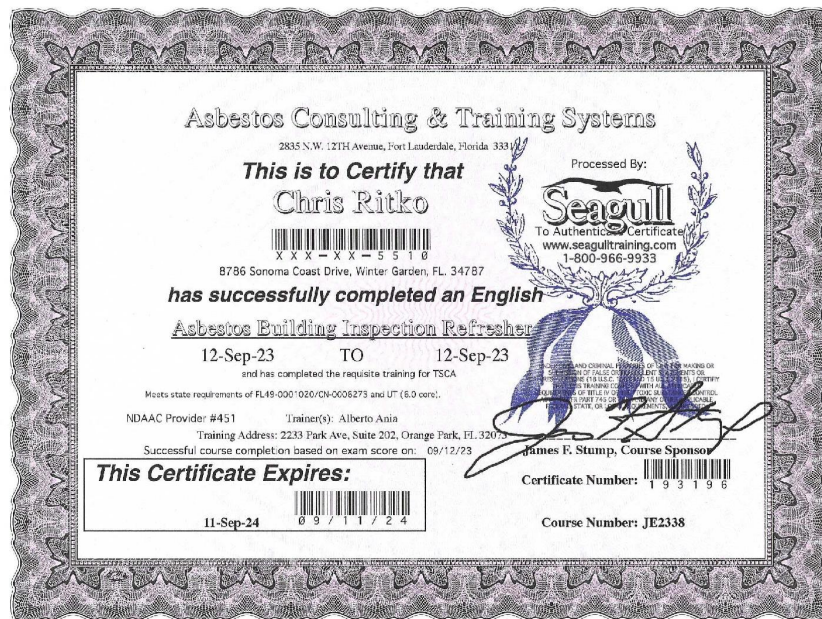 Asbestos Consulting & Training Systems
2835 N.W. 12TH Avenue, Fort Lauderdale, Florida 33311
This is to Certify that
Chris Ritko
XXX-XX-5510
8786 Sonoma Coast Drive, Winter Garden, FL. 34787
has successfully completed an English
Asbestos Building Inspection Refresher
12-Sep-23 TO 12-Sep-23
and has completed the requisite training for TSCA
Meets state requirements of FL49-0001020/CN-0006273 and UT (6.0 core).
NDAAC Provider #451 Trainer(s): Alberto Ania
Training Address: 2233 Park Ave, Suite 202, Orange Park, FL 32073
Successful course completion based on exam score on: 09/12/23
This Certificate Expires:
11-Sep-24 09/11/24
Processed By:
Seagull
To Authenticate Certificate
www.seagulltraining.com
1-800-966-9933
James F. Stump, Course Sponsor
Certificate Number: 193196
Course Number: JE2338